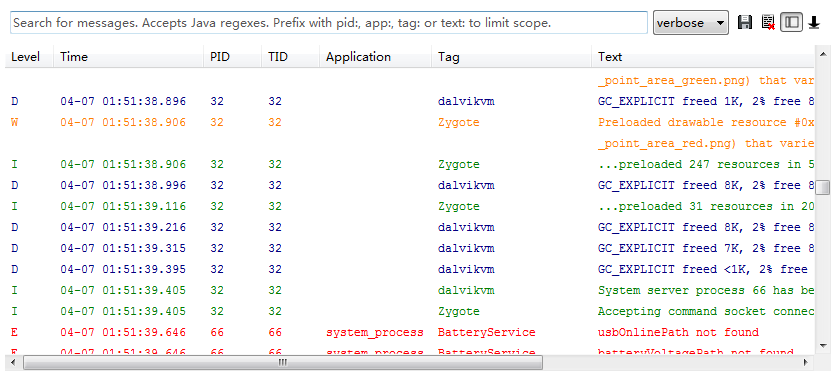 Search for messages. Accepts Java regexes. Prefix with pid:, app:, tag: or text: to limit scope. verbose
Level Time PID TID Application Tag Text
_point_area_green.png) that var
D 04-07 01:51:38.896 32 32 dalvikvm GC_EXPLICIT freed 1K, 2% free 8
W 04-07 01:51:38.906 32 32 Zygote Preloaded drawable resource #0x
_point_area_red.png) that varie
I 04-07 01:51:38.906 32 32 Zygote ...preloaded 247 resources in 5
D 04-07 01:51:38.996 32 32 dalvikvm GC_EXPLICIT freed 8K, 2% free 8
I 04-07 01:51:39.116 32 32 Zygote ...preloaded 31 resources in 20
D 04-07 01:51:39.216 32 32 dalvikvm GC_EXPLICIT freed 8K, 2% free 8
D 04-07 01:51:39.315 32 32 dalvikvm GC_EXPLICIT freed 7K, 2% free 8
D 04-07 01:51:39.395 32 32 dalvikvm GC_EXPLICIT freed <1K, 2% free
I 04-07 01:51:39.405 32 32 dalvikvm System server process 66 has be
I 04-07 01:51:39.405 32 32 Zygote Accepting command socket connec
E 04-07 01:51:39.646 66 66 system_process BatteryService usbOnlinePath not found
E 04-07 01:51:39.646 66 66 system_process BatteryService batteryVoltagePath not found